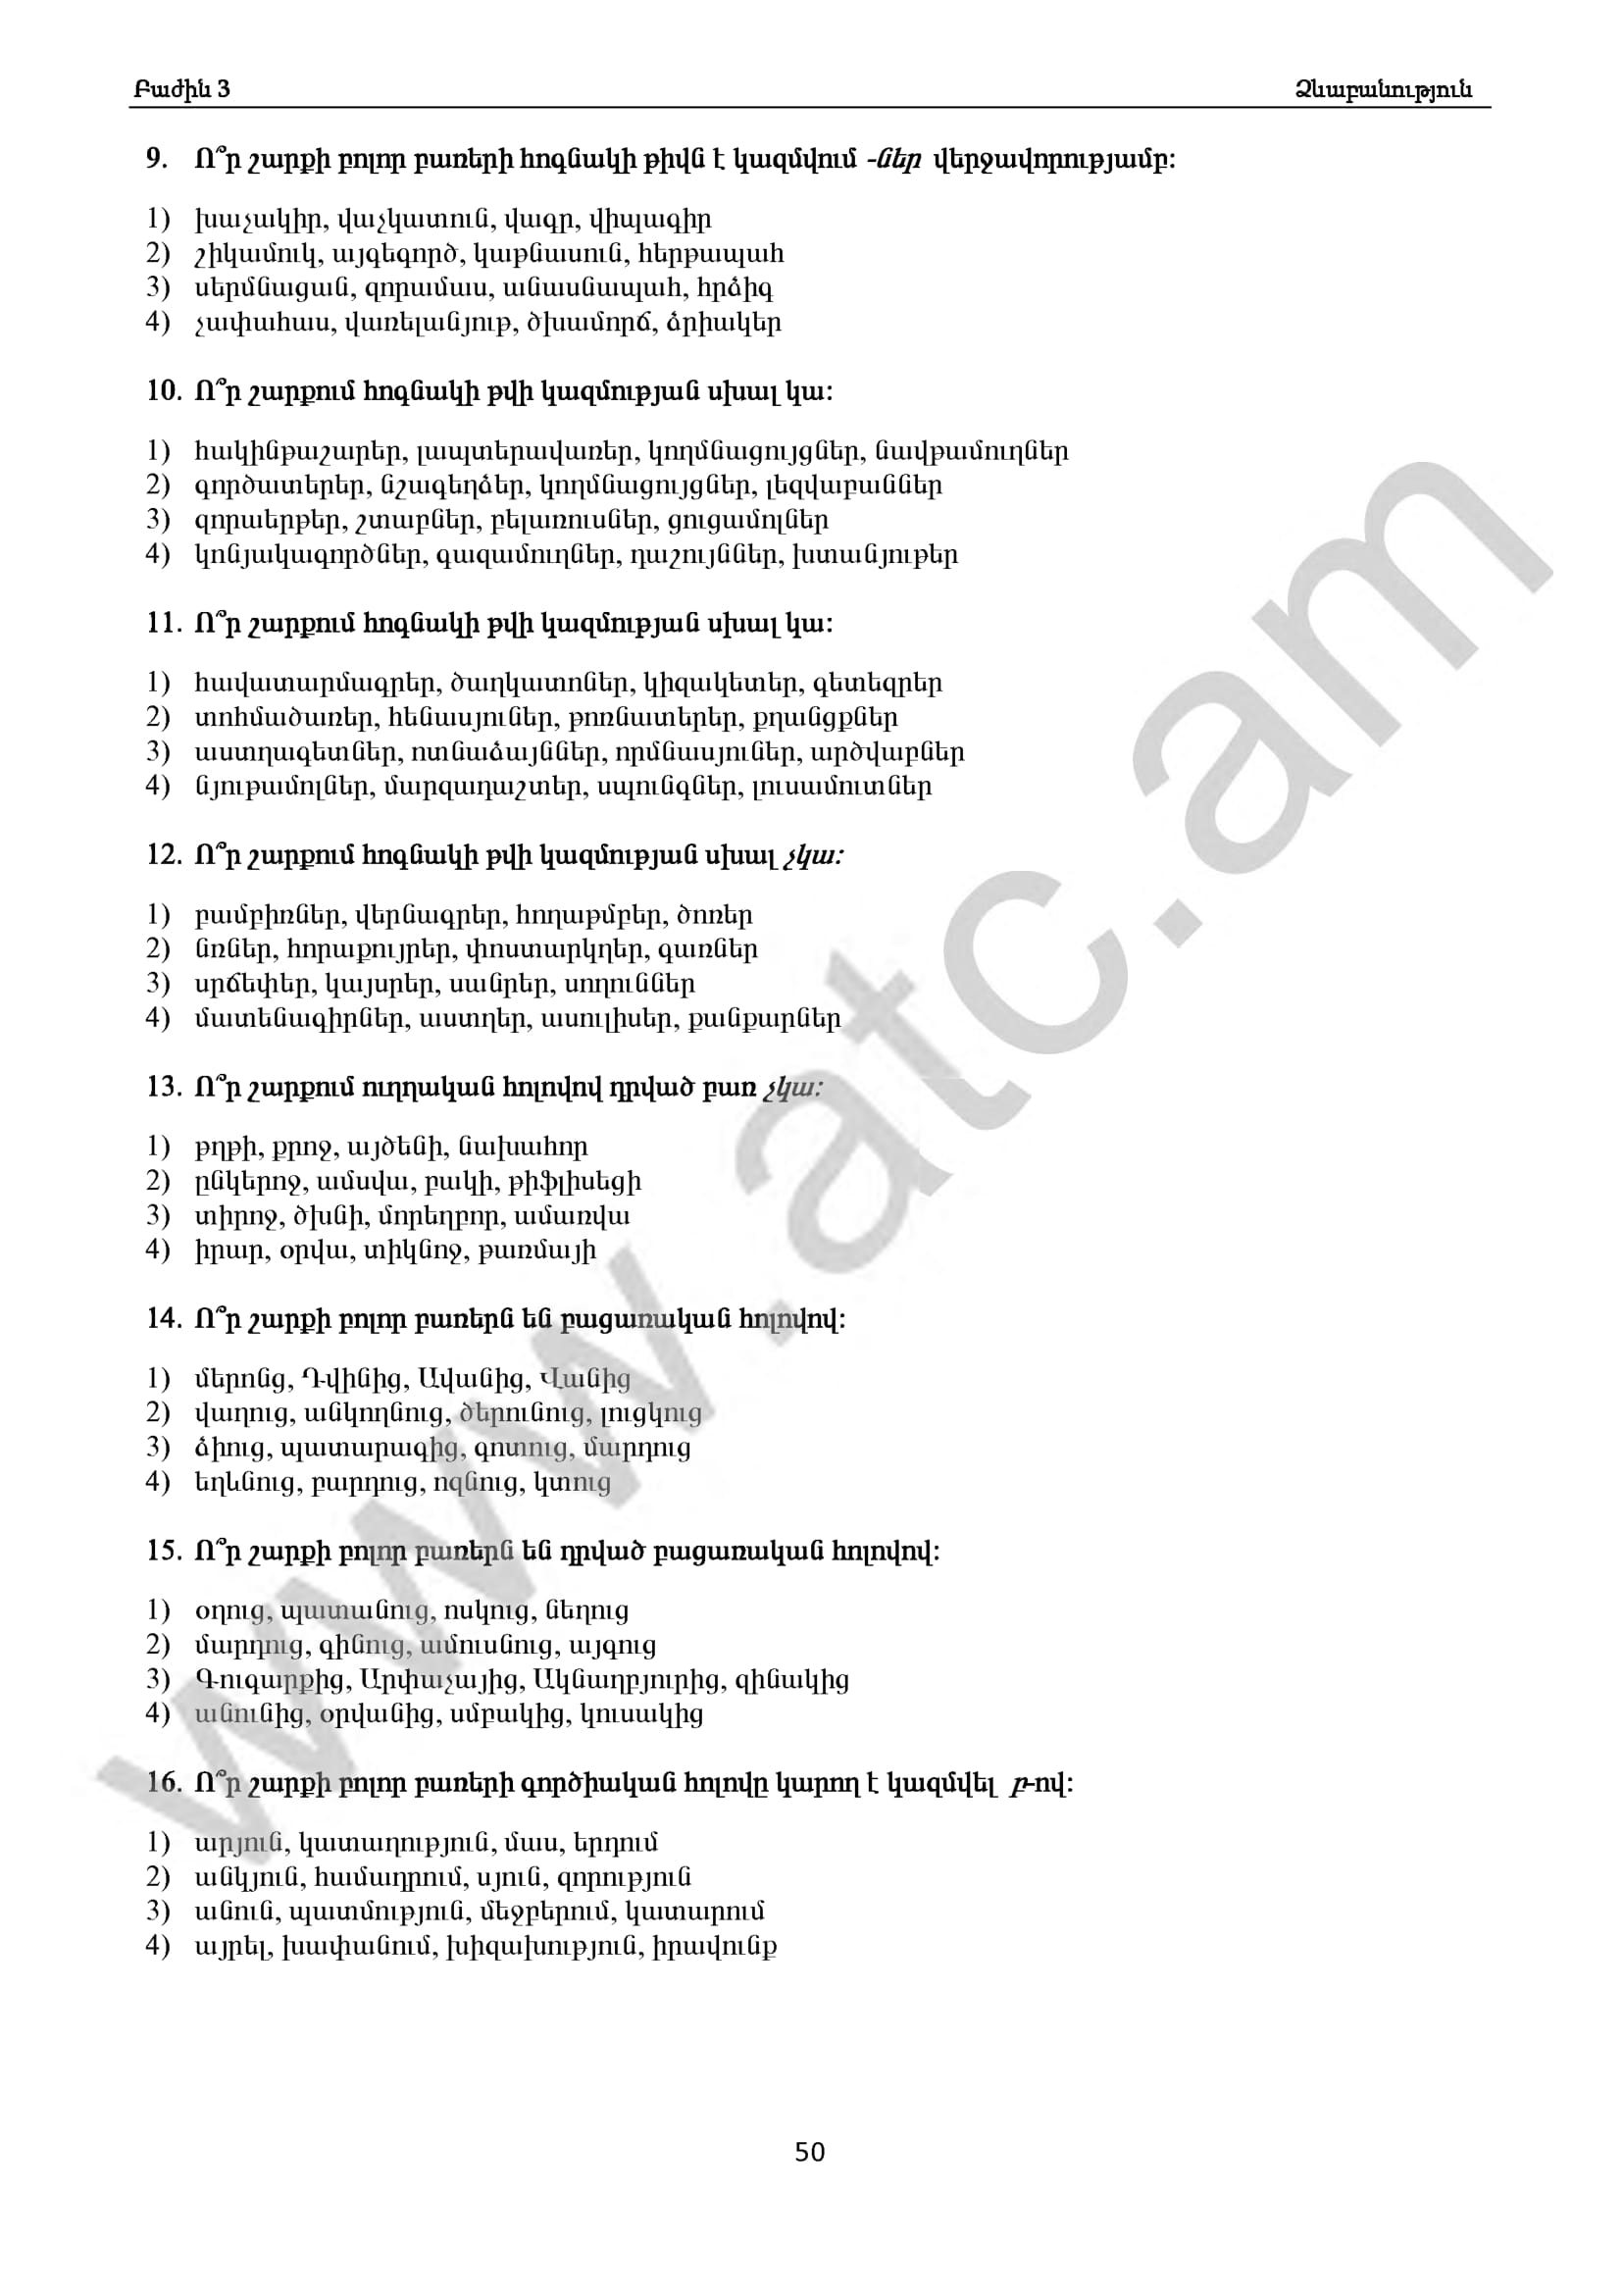 Բաժին 3 Ձևաբանություն
9. Ո՞ր շարքի բոլոր բառերի հոգնակի թիվն է կազմվում -ներ վերջավորությամբ:
1) խաչակիր, վաչկատուն, վագր, վիպագիր
2) շիկամուկ, այգեգործ, կաթնասուն, հերթապահ
3) սերմնացան, զորամաս, անասնապահ, հրձիգ
4) չափահաս, վառելանյութ, ծխամորճ, ձրիակեր
10. Ո՞ր շարքում հոգնակի թվի կազմության սխալ կա:
1) հակինթաշարեր, լապտերավառեր, կողմնացույցներ, նավթամուղներ
2) գործատերեր, նշագեղձեր, կողմնացույցներ, լեզվաբաններ
3) զորաերթեր, շտաբներ, բելառուսներ, ցուցամոլներ
4) կոնյակագործներ, գազամուղներ, դաշույններ, խտանյութեր
11. Ո՞ր շարքում հոգնակի թվի կազմության սխալ կա:
1) հավատարմագրեր, ծաղկատոներ, կիզակետեր, գետեզրեր
2) տոհմածառեր, հենասյուներ, թոռնատերեր, քղանցքներ
3) աստղագետներ, ոտնաձայններ, որմնասյուներ, արծվաբներ
4) նյութամոլներ, մարզադաշտեր, սպունգներ, լուսամուտներ
12. Ո՞ր շարքում հոգնակի թվի կազմության սխալ չկա:
1) բամբիռներ, վերնագրեր, հողաթմբեր, ծոռեր
2) նռներ, հորաքույրեր, փոստարկղեր, գառներ
3) սրճեփեր, կայսրեր, սանրեր, սողուններ
4) մատենագիրներ, աստղեր, ասուլիսեր, քանքարներ
13. Ո՞ր շարքում ուղղական հոլովով դրված բառ չկա:
1) թղթի, քրոջ, այծենի, նախահոր
2) ընկերոջ, ամսվա, բակի, թիֆլիսեցի
3) տիրոջ, ծխնի, մորեղբոր, ամառվա
4) իրար, օրվա, տիկնոջ, թառմայի
14. Ո՞ր շարքի բոլոր բառերն են բացառական հոլովով:
1) մերոնց, Դվինից, Ավանից, Վանից
2) վաղուց, անկողնուց, ծերունուց, լուցկուց
3) ձիուց, պատարագից, գոտուց, մարդուց
4) եղևնուց, բարդուց, ոզնուց, կտուց
15. Ո՞ր շարքի բոլոր բառերն են դրված բացառական հոլովով:
1) օղուց, պատանուց, ոսկուց, նեղուց
2) մարդուց, գինուց, ամուսնուց, այգուց
3) Գուգարքից, Արփաչայից, Ակնաղբյուրից, զինակից
4) անունից, օրվանից, սմբակից, կուսակից
16. Ո՞ր շարքի բոլոր բառերի գործիական հոլովը կարող է կազմվել բ-ով:
1) արյուն, կատաղություն, մաս, երդում
2) անկյուն, համադրում, սյուն, զորություն
3) անուն, պատմություն, մեջբերում, կատարում
4) այրել, խափանում, խիզախություն, իրավունք
www.atc.am
50